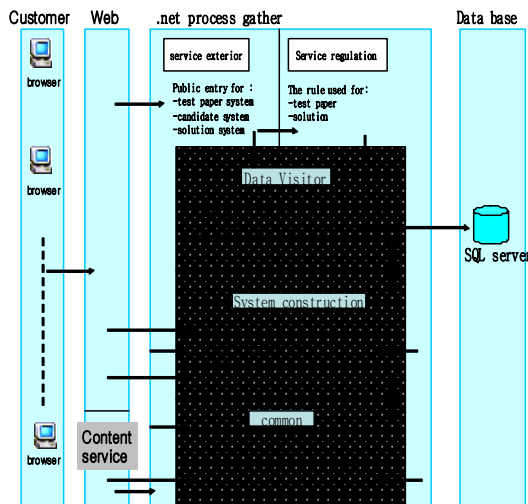 Customer
Web
.net process gather
Data base
service exterior
Service regulation
browser
Public entry for :
-test paper system
-candidate system
-solution system
The rule used for:
-test paper
-solution
Data Visitor
browser
SQL server
System construction
common
browser
Content
service